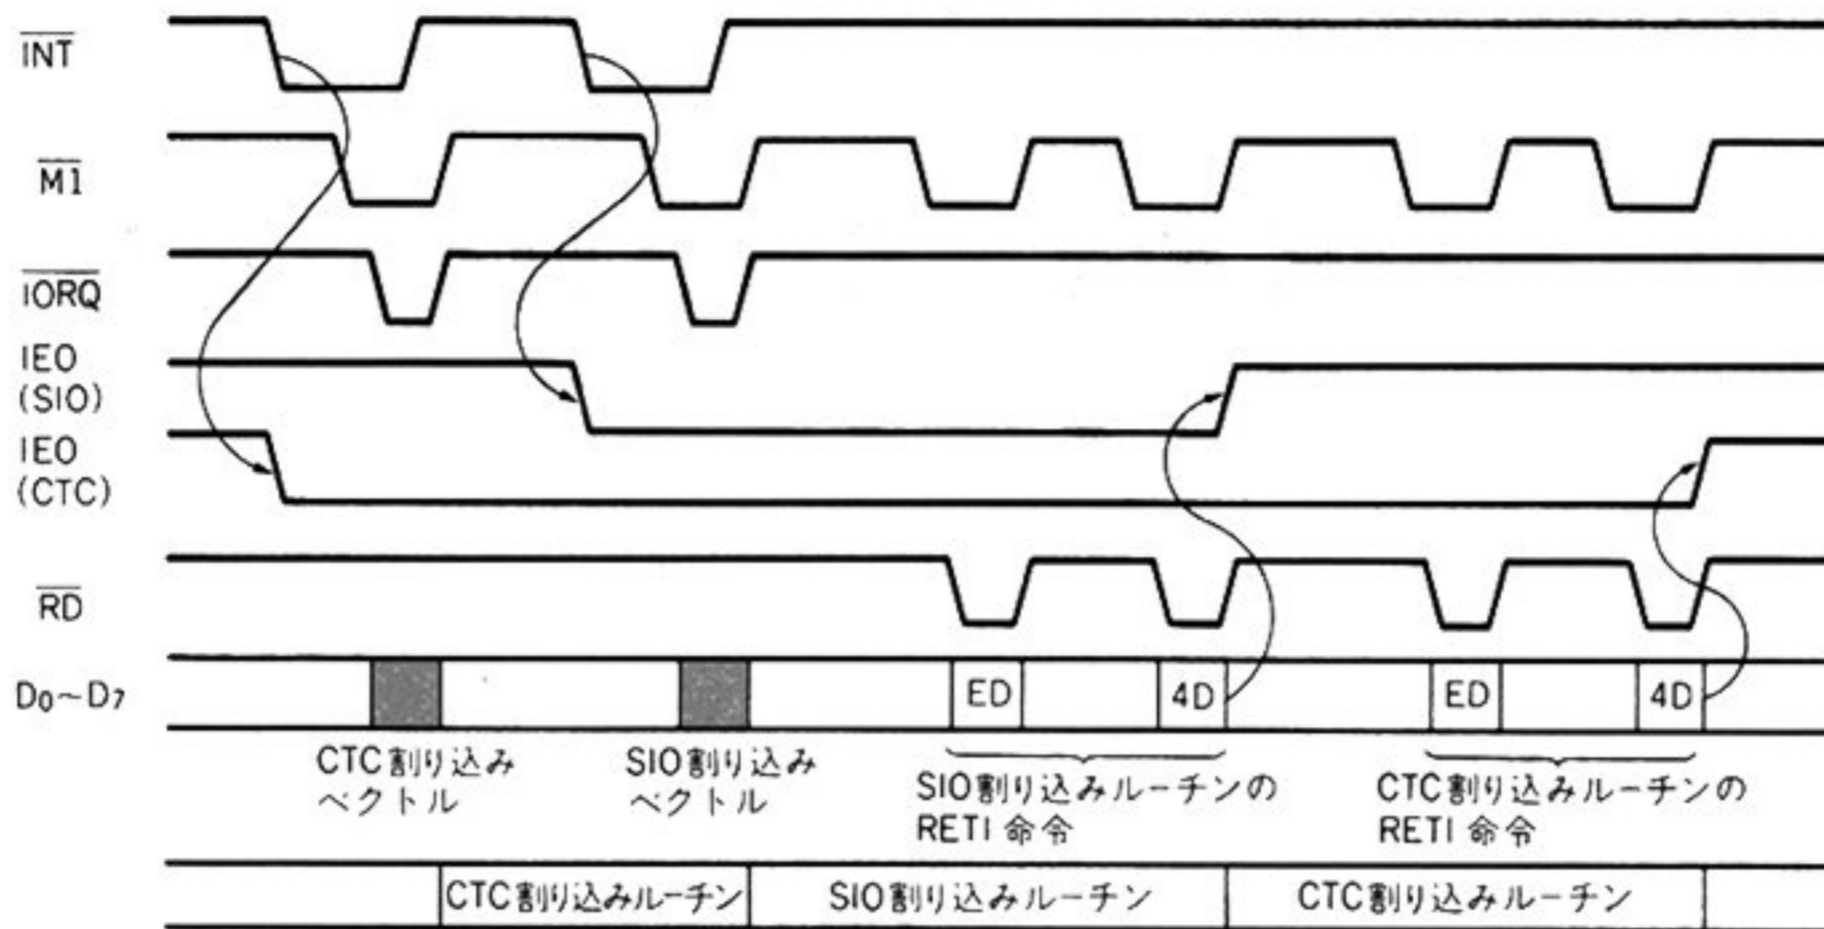 INT
M1
IORQ
IEO
(SIO)
IEO
(CTC)
RD
D0~D7
ED
4D
ED
4D
CTC割り込み
ベクトル
SIO割り込み
ベクトル
SIO割り込みルーチンの
RETI 命令
CTC割り込みルーチンの
RETI 命令
CTC割り込みルーチン
SIO割り込みルーチン
CTC割り込みルーチン